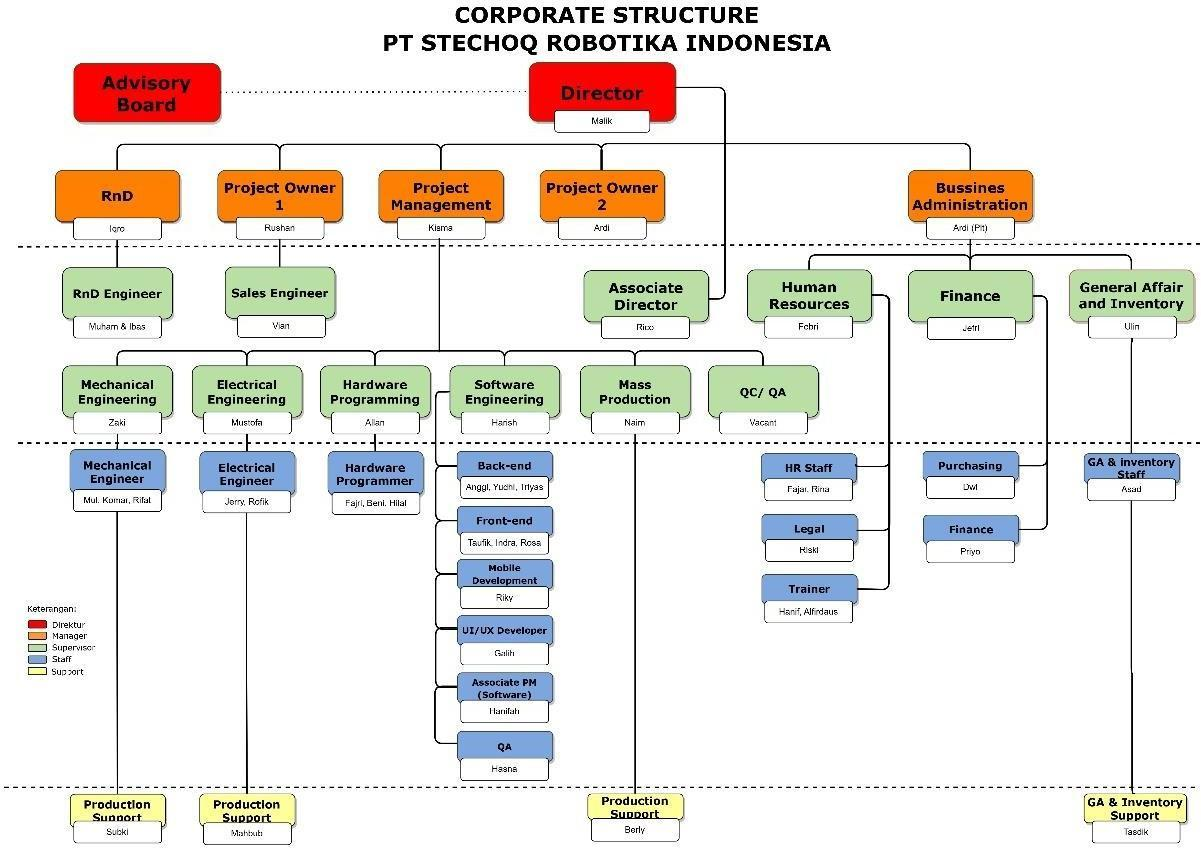 CORPORATE STRUCTURE
PT STECHOQ ROBOTIKA INDONESIA
Advisory
Board
Director
Malik
RnD
Iqro
Project Owner
1
Rushan
Project
Management
Kisma
Project Owner
2
Ardi
Bussines
Administration
Ardi (Plt)
RnD Engineer
Muham & Ibas
Sales Engineer
Vian
Associate
Director
Rico
Human
Resources
Febri
Finance
Jefri
General Affair
and Inventory
Ulin
Mechanical
Engineering
Zaki
Electrical
Engineering
Mustofa
Hardware
Programming
Allan
Software
Engineering
Harish
Mass
Production
Naim
QC/ QA
Vacant
Mechanical
Engineer
Mul, Komar, Rifat
Electrical
Engineer
Jerry, Rofik
Hardware
Programmer
Fajri, Beni, Hilal
Back-end
Anggi, Yudhi, Triyas
Front-end
Taufik, Indra, Rosa
Mobile
Development
Riky
UI/UX Developer
Galih
Associate PM
(Software)
Hanifah
QA
Hasna
HR Staff
Fajar, Rina
Legal
Riski
Trainer
Hanif, Alfirdaus
Purchasing
Dwi
Finance
Priyo
GA & inventory
Staff
Asad
Keterangan:
Direktur
Manager
Supervisor
Staff
Support
Production
Support
Subki
Production
Support
Mahbub
Production
Support
Berly
GA & Inventory
Support
Tasdik